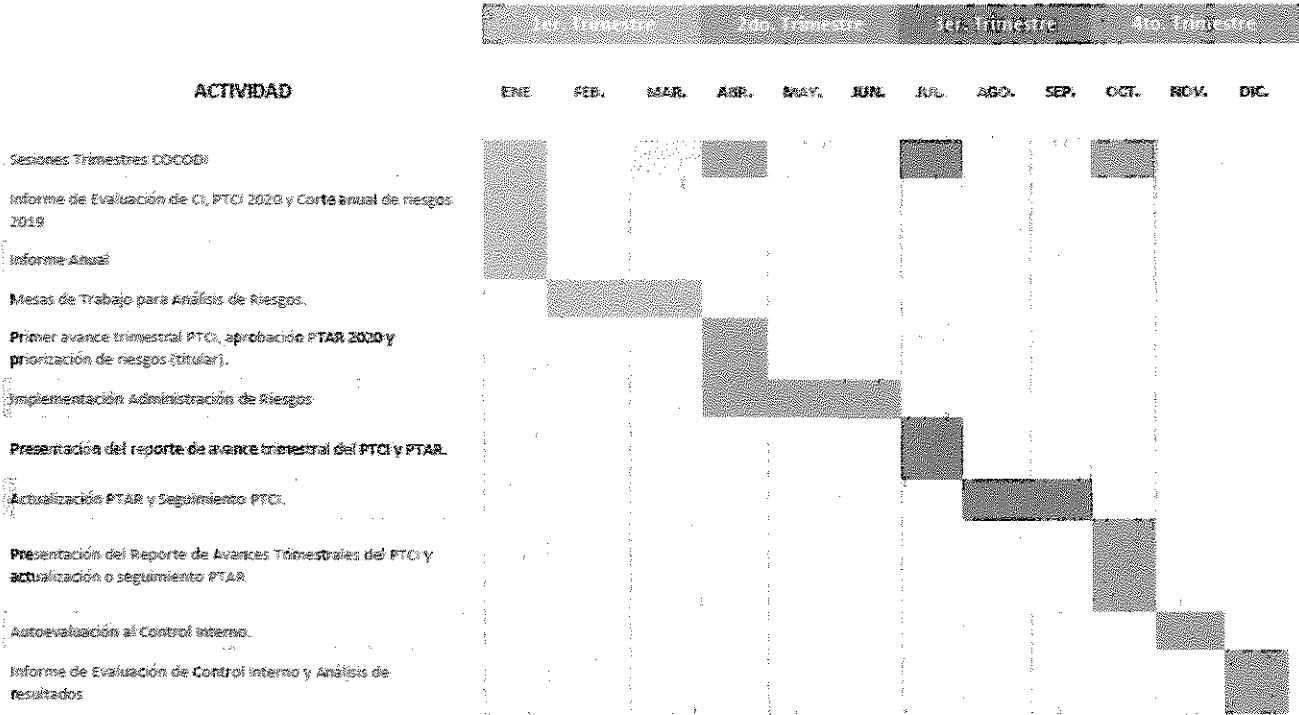 1er. Trimestre 2do. Trimestre 3er. Trimestre 4to. Trimestre
ACTIVIDAD ENE FEB. MAR. ABR. MAY. JUN. JUL. AGO. SEP. OCT. NOV. DIC.
Sesiones Trimestres COCODI
Informe de Evaluación de CI, PTCI 2020 y Corte anual de riesgos
2019
Informe Anual
Mesas de Trabajo para Análisis de Riesgos.
Primer avance trimestral PTCI, aprobación PTAR 2020 y
priorización de riesgos (titular).
Implementación Administración de Riesgos
Presentación del reporte de avance trimestral del PTCI y PTAR.
Actualización PTAR y Seguimiento PTCI.
Presentación del Reporte de Avances Trimestrales del PTCI y
actualización o seguimiento PTAR
Autoevaluación al Control Interno.
Informe de Evaluación de Control Interno y Análisis de
resultados